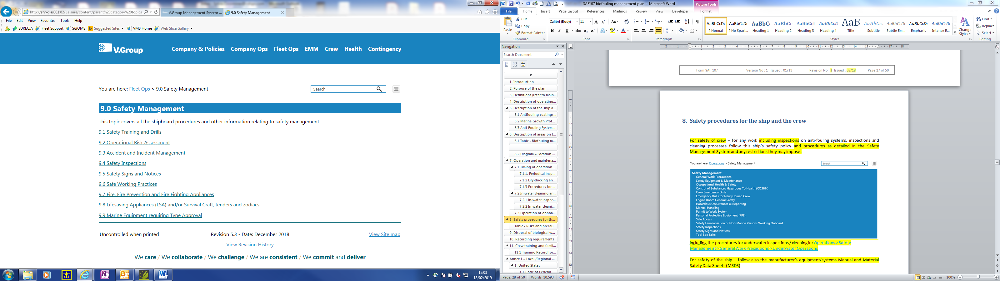 http://srv-glas301:82/Leisure/content/parent%20category%20topics,
V.Group Management System ...
9.0 Safety Management
File Edit View Favorites Tools Help
EURECIA Fleet Support S&QMS Suggested Sites VMS Home Web Slice Gallery
V.Group
Company & Policies Company Ops Fleet Ops EMM Crew Health Contingency
You are here: Fleet Ops > 9.0 Safety Management
Search
9.0 Safety Management
This topic covers all the shipboard procedures and other information relating to safety management.
9.1 Safety Training and Drills
9.2 Operational Risk Assessment
9.3 Accident and Incident Management
9.4 Safety Inspections
9.5 Safety Signs and Notices
9.6 Safe Working Practices
9.7 Fire, Fire Prevention and Fire Fighting Appliances
9.8 Lifesaving Appliances (LSA) and/or Survival Craft, tenders and zodiacs
9.9 Marine Equipment requiring Type Approval
Uncontrolled when printed Revision 5.3 - Date: December 2018 View Site map
View Revision History
We care / We collaborate / We challenge / We are consistent / We commit and deliver
12:03
18/02/2019
SAF107 biofouling management plan - Microsoft Word
Picture Tools
File Home Insert Page Layout References Mailings Review View Developer Format
Paste
Cut
Copy
Format Painter
Clipboard
Calibri (Body) 11
Font
Paragraph
AaBbCcDc AaBbCcDc AaBbC AaBbCc AaBbCcI AaBbCcD AaB AaBbCc. AaBbCcDt AaBbCcDt AaBbCcDt
¶ Normal ¶ No Spaci... Heading 1 Heading 2 Heading 3 Heading 4 Title Subtitle Subtle Em... Emphasis Intense E...
Styles
Change Styles
Find
Replace
Select
Editing
Navigation
Search Document
1. Introduction
2. Purpose of the plan
3. Definitions (refer to main...
4. Description of operating...
5. Description of the ship a...
5.1 Antifouling coatings...
5.2 Marine Growth Prot...
5.3 Anti-Fouling System...
6. Description of areas on t...
6.1 Table - Biofouling m...
6.2 Diagram – Location ...
7. Operation and maintena...
7.1 Timing of operation...
7.1.1. Periodical insp...
7.1.2 Dry-docking an...
7.1.3 Procedures for ...
7.2 In-water cleaning an...
7.2.1 In-water inspec...
7.2.2 In-water cleani...
7.3 Operation of onboa...
8. Safety procedures for th...
Table - Risks and precau...
9. Disposal of biological w...
10. Recording requirements
11. Crew training and famil...
11.1 Training Record for...
Annex 1 – Local /Regional ...
1. United States
1.1 Code of Federal
Form SAF 107 Version No : 1 Issued : 01/13 Revision No : 1 Issued : 08/18 Page 27 of 50
8. Safety procedures for the ship and the crew
For safety of crew – for any work including inspections on anti-fouling systems, inspections and
cleaning processes follow this ship's safety policy and procedures as detailed in the Safety
Management System and any restrictions they may impose:
You are here: Operations > Safety Management
Search
Safety Management
General Work Precautions
Safety Equipment & Maintenance
Occupational Health & Safety
Control of Substances Hazardous To Health (COSHH)
Crew Emergency Drills
Emergency Drills for Newly Joined Crew
Engine Room General Safety
Hazardous Occurrences & Reporting
Manual Handling
Permit to Work System
Personal Protective Equipment (PPE)
Safe Access
Safety Familiarisation of Non-Marine Persons Working Onboard
Safety Inspections
Safety Signs and Notices
Tool Box Talks
including the procedures for underwater inspections / cleaning in: Operations > Safety
Management > General Work Precautions > Underwater Operations
For safety of the ship – follow also the manufacturer's equipment/systems Manual and Material
Safety Data Sheets (MSDS)
Page: 28 of 50 Words: 10,593
100%